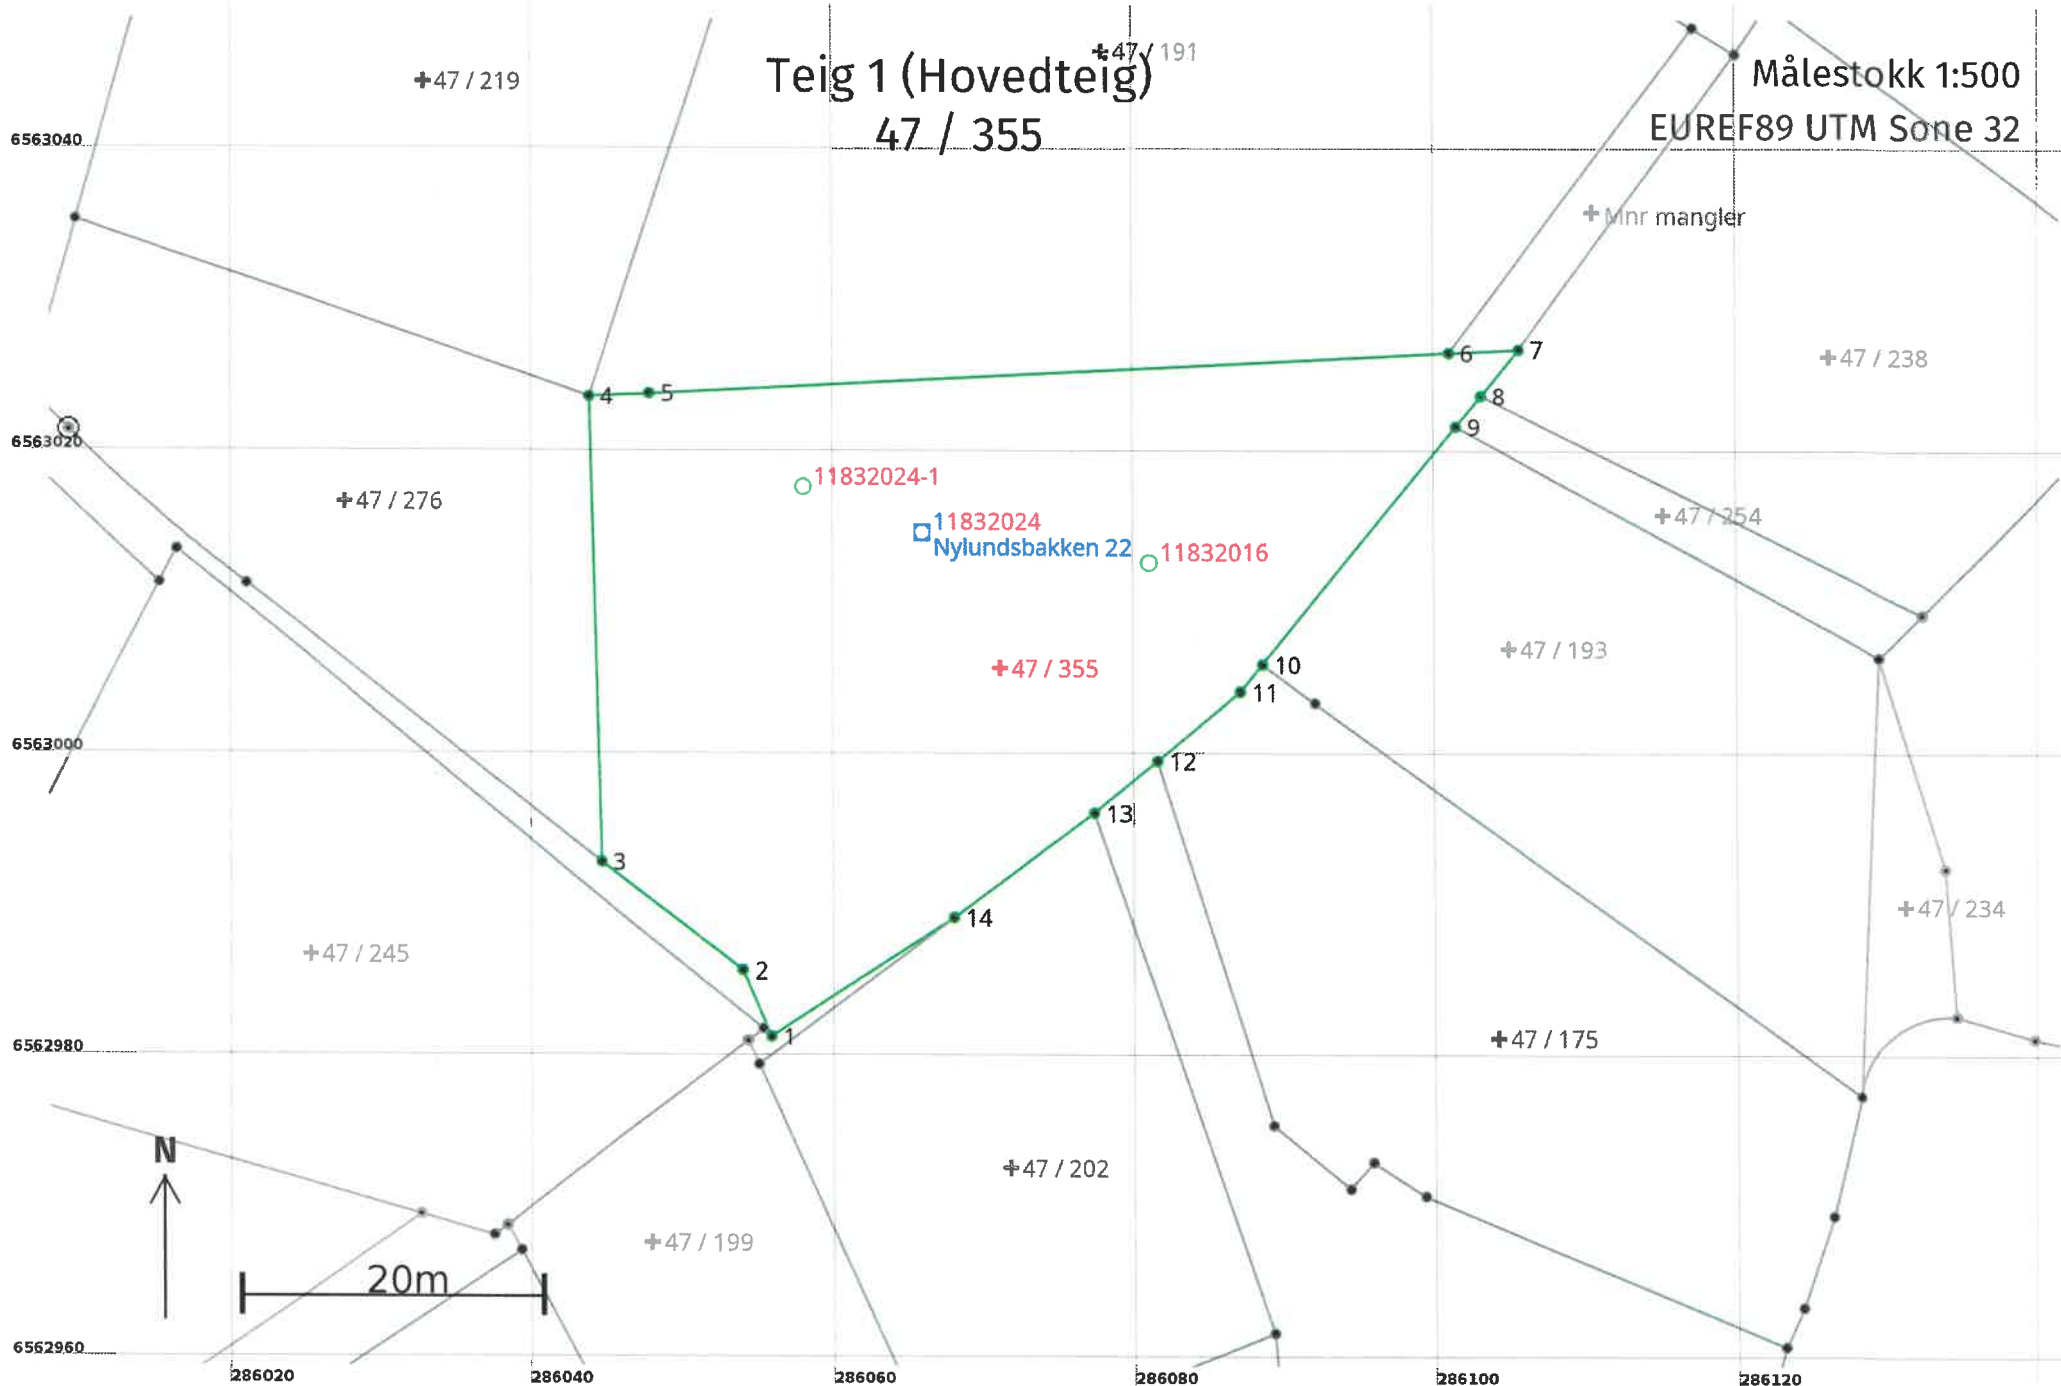 Teig 1 (Hovedteig)
47 / 355
Målestokk 1:500
EUREF89 UTM Sone 32
47 / 191
47 / 219
6563040
Mnr mangler
6
7
47 / 238
4
5
8
9
6563020
11832024-1
47 / 276
11832024
Nylundsbakken 22
11832016
47 / 254
47 / 193
10
47 / 355
11
6563000
12
13
3
47 / 234
14
47 / 245
2
1
47 / 175
6562980
N
47 / 202
47 / 199
20m
6562960
286020
286040
286060
286080
286100
286120